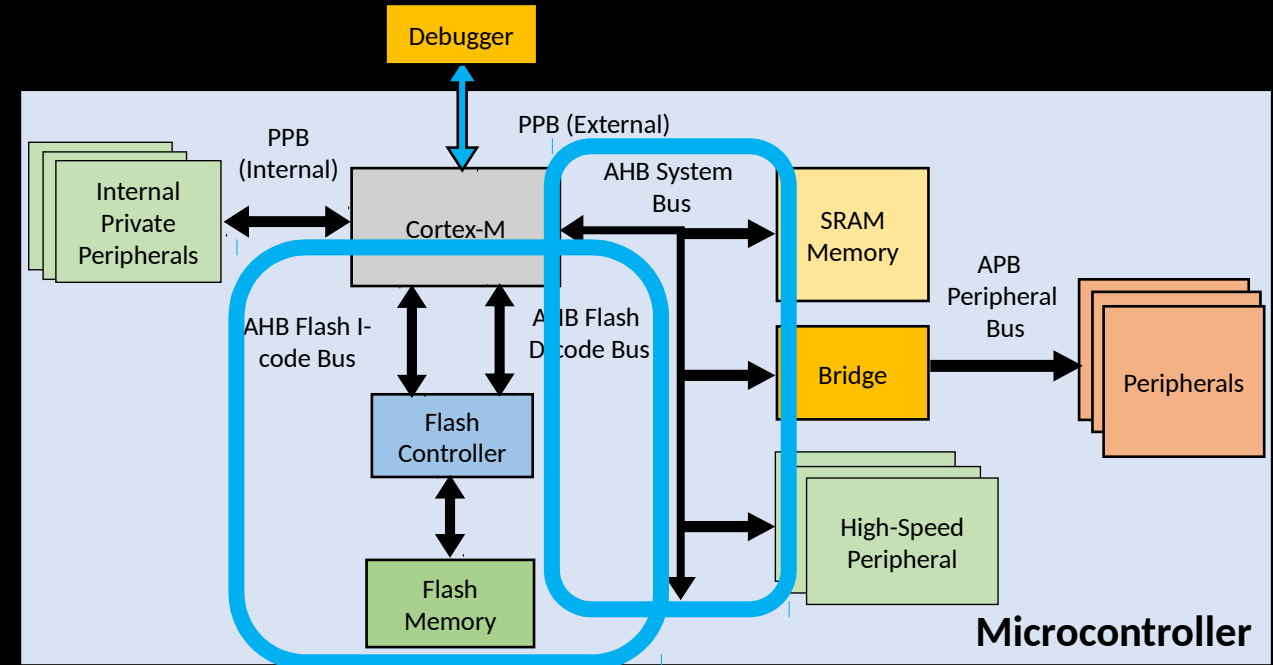 Debugger
PPB (External)
PPB
(Internal)
Internal
Private
Peripherals
Cortex-M
AHB System
Bus
SRAM
Memory
APB
Peripheral
Bus
AHB Flash I-
code Bus
AHB Flash
D-code Bus
Bridge
Peripherals
Flash
Controller
High-Speed
Peripheral
Flash
Memory
Microcontroller